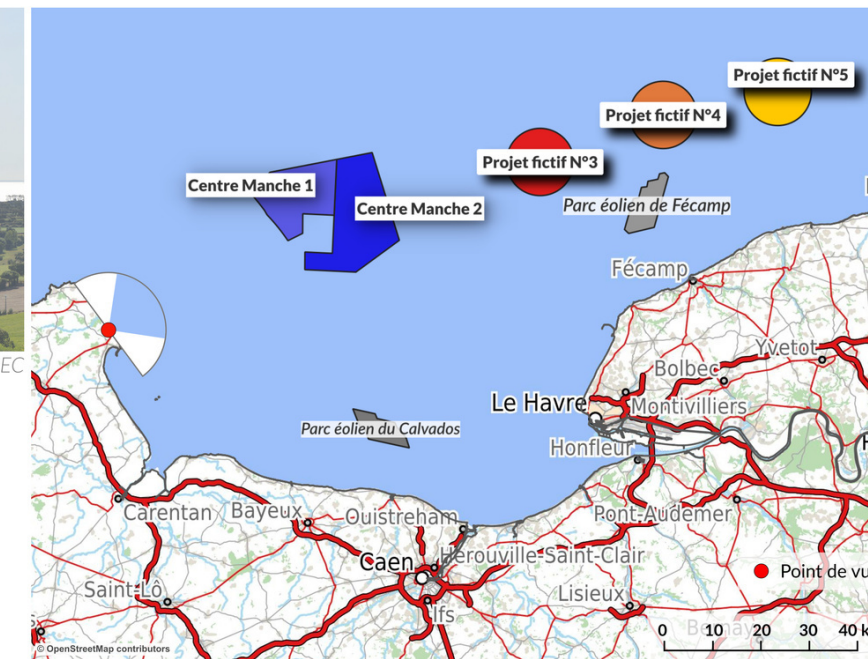 Projet fictif N°5
Projet fictif N°4
Projet fictif N°3
Centre Manche 1
Centre Manche 2
Parc éolien de Fécamp
Fécamp
EC
Yvetot
Bolbec
Le Havre
Montivilliers
Parc éolien du Calvados
Honfleur
Carentan
Bayeux
Ouistreham
Pont-Audemer
Caen
Hérouville-Saint-Clair
Point de vu
Saint-Lô
Ifs
Lisieux
0 10 20 30 40 k
© OpenStreetMap contributors